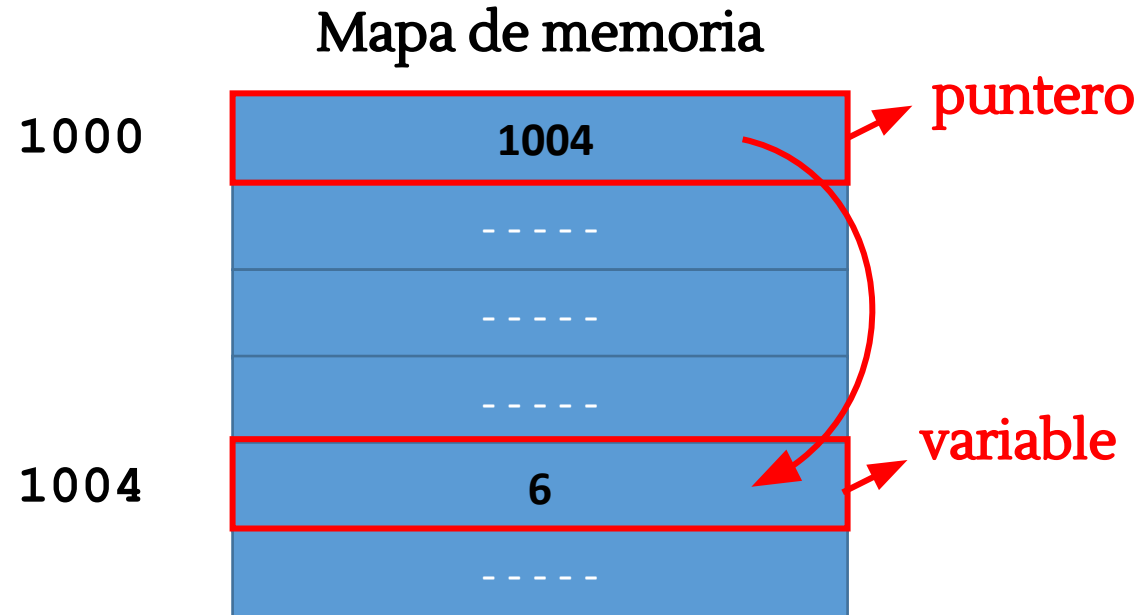 Mapa de memoria
puntero
1000 1004
- - - - -
- - - - -
- - - - -
variable
1004 6
- - - - -